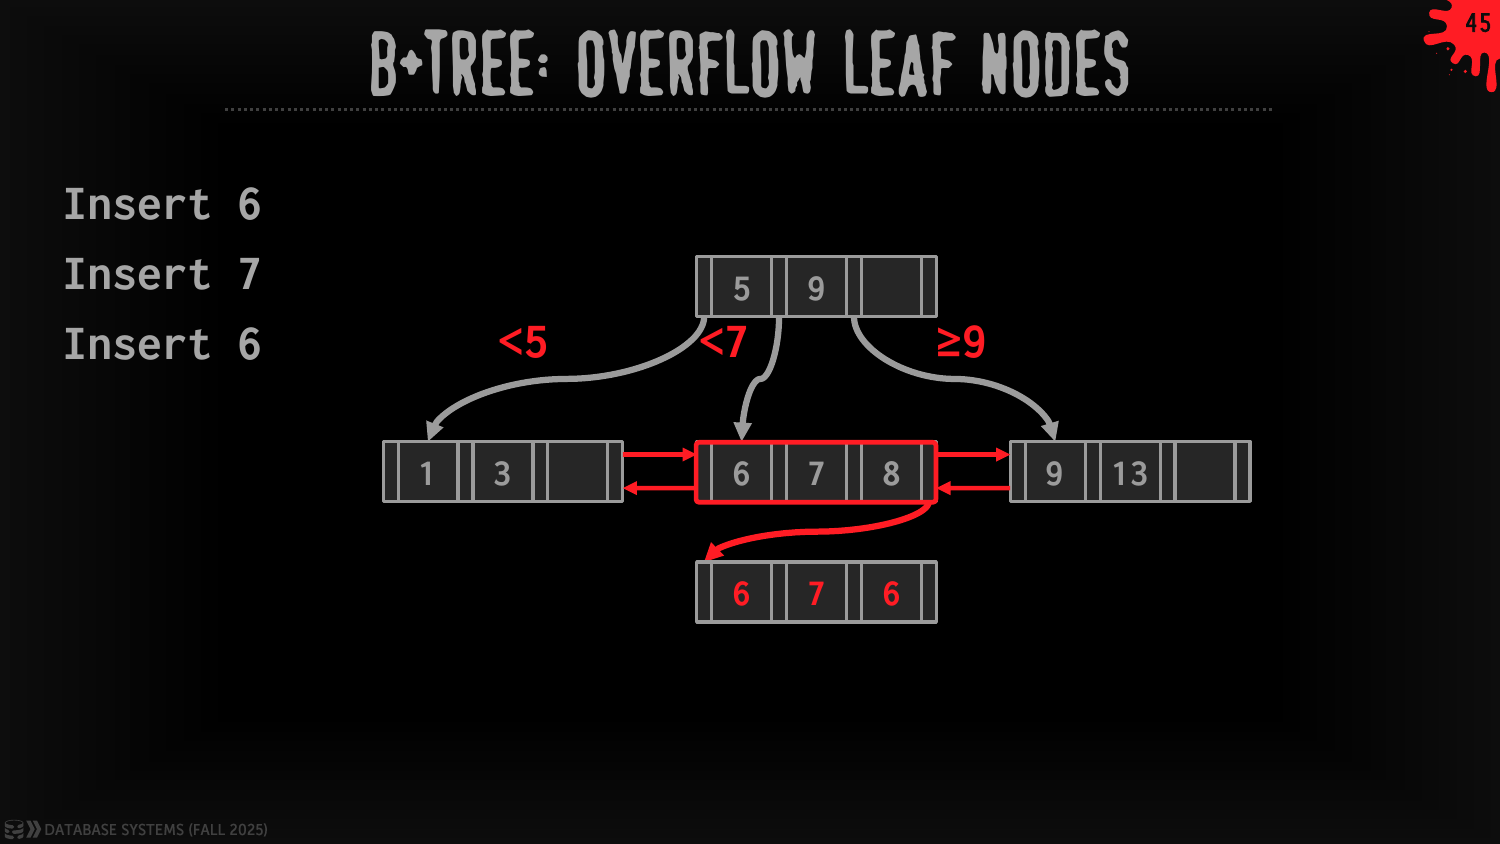 45
B+TREE: OVERFLOW LEAF NODES
Insert 6
Insert 7
Insert 6
5 9
<5 <7 ≥9
1 3
6 7 8
9 13
6 7 6
DATABASE SYSTEMS (FALL 2025)